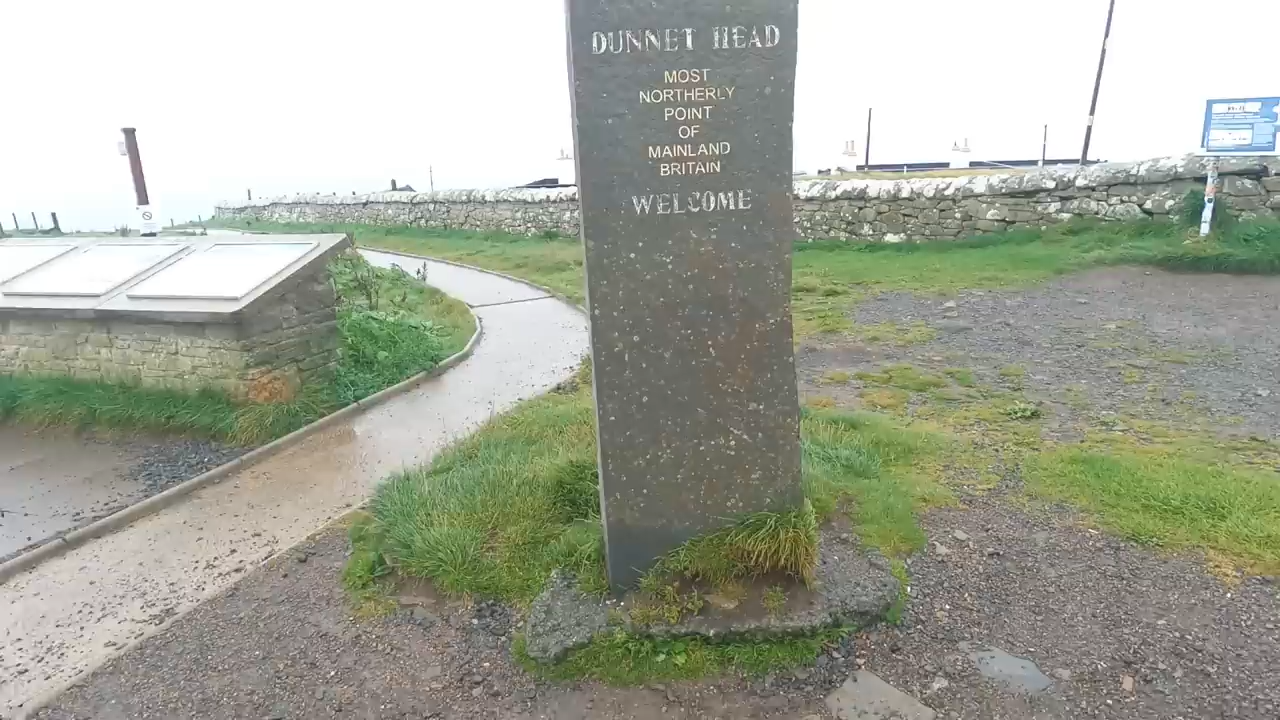 DUNNET HEAD
MOST
NORTHERLY
POINT
OF
MAINLAND
BRITAIN
WELCOME